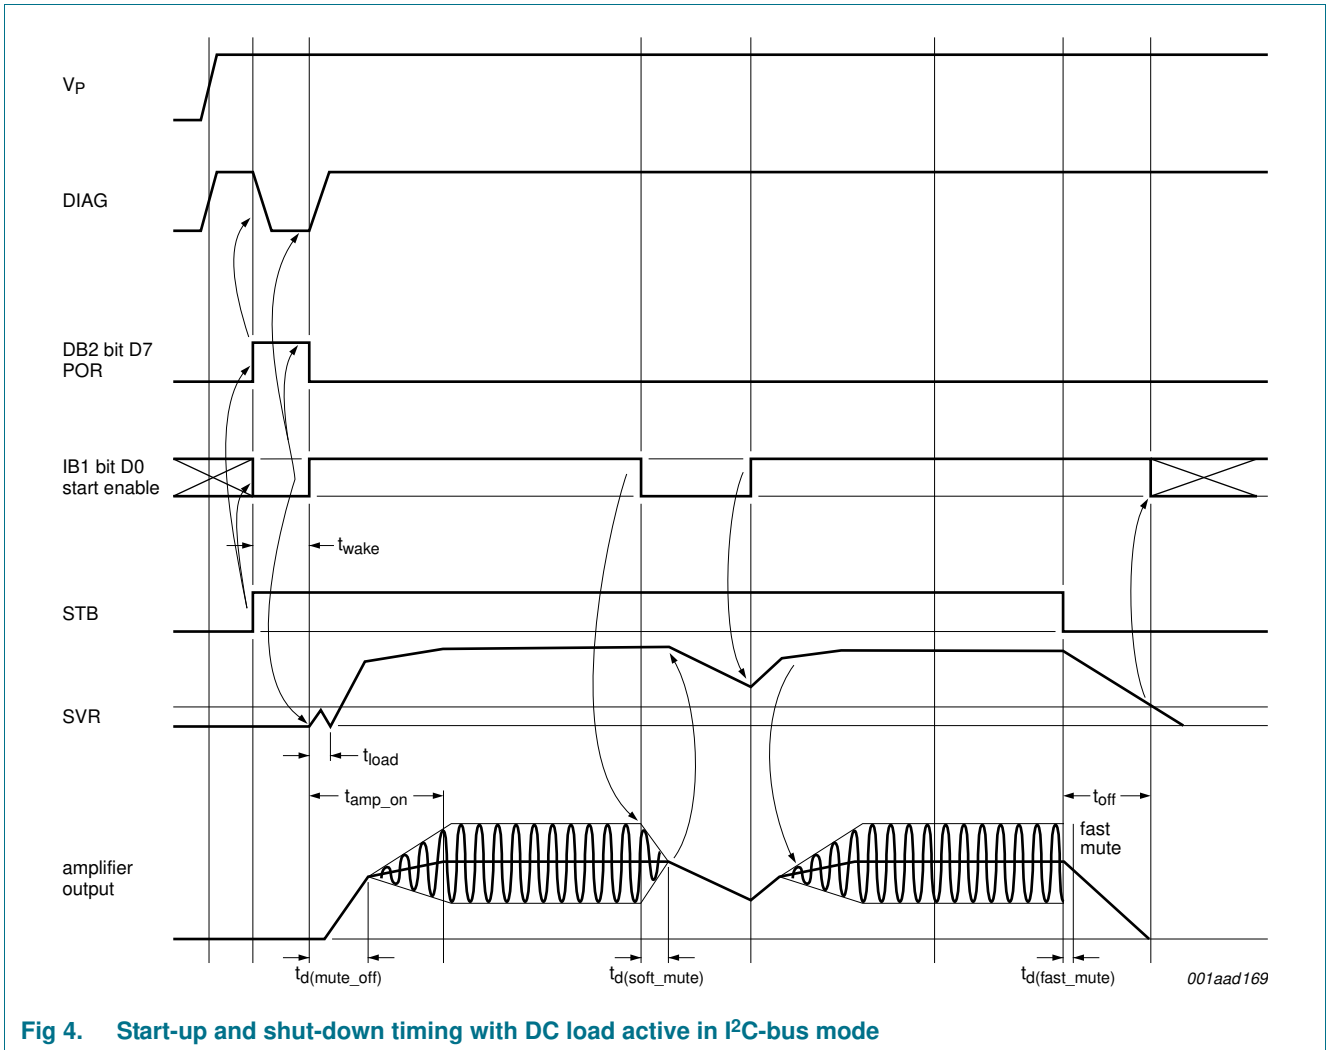 VP
DIAG
DB2 bit D7
POR
IB1 bit D0
start enable
twake
STB
SVR
tload
tamp_on
toff
fast
mute
amplifier
output
td(mute_off)
td(soft_mute)
td(fast_mute)
001aad169
Fig 4. Start-up and shut-down timing with DC load active in I2C-bus mode